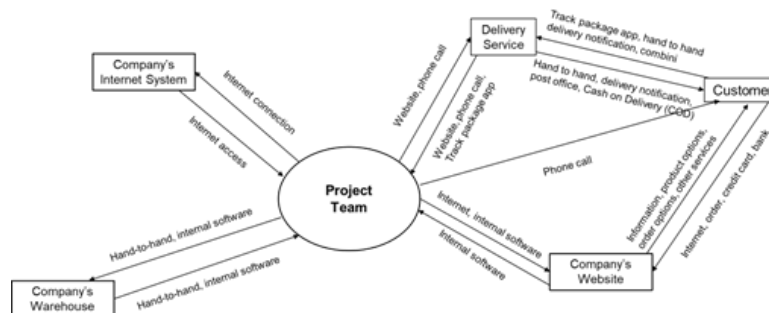 Track package app, hand to hand
delivery notification, combini
Delivery
Service
Hand to hand, delivery notification,
post office, Cash on Delivery (COD)
Customer
Company's
Internet System
Internet connection
Internet access
Website, phone call
Website, phone call,
Track package app
Phone call
Project
Team
Information, product options,
order options, other services
Internet, order, credit card, bank
Internet, internal software
Internal software
Hand-to-hand, internal software
Hand-to-hand, internal software
Company's
Warehouse
Company's
Website